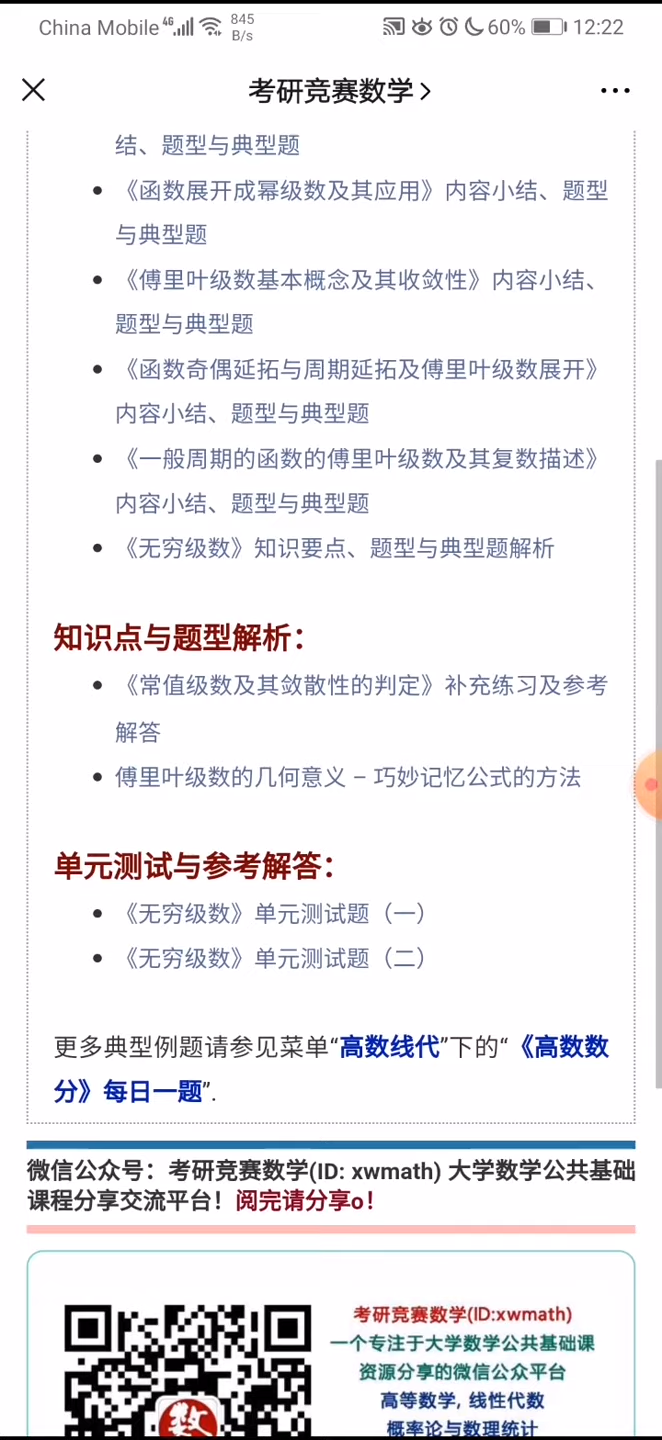 China Mobile 4G 845 B/s 60% 12:22
考研竞赛数学
结、题型与典型题
《函数展开成幂级数及其应用》内容小结、题型
与典型题
《傅里叶级数基本概念及其收敛性》内容小结、
题型与典型题
《函数奇偶延拓与周期延拓及傅里叶级数展开》
内容小结、题型与典型题
《一般周期的函数的傅里叶级数及其复数描述》
内容小结、题型与典型题
《无穷级数》知识要点、题型与典型题解析
知识点与题型解析：
《常值级数及其敛散性的判定》补充练习及参考
解答
傅里叶级数的几何意义 – 巧妙记忆公式的方法
单元测试与参考解答：
《无穷级数》单元测试题（一）
《无穷级数》单元测试题（二）
更多典型例题请参见菜单“高数线代”下的“《高数数
分》每日一题”.
微信公众号：考研竞赛数学(ID: xwmath) 大学数学公共基础
课程分享交流平台！阅完请分享o！
考研竞赛数学(ID:xwmath)
一个专注于大学数学公共基础课
资源分享的微信公众平台
高等数学, 线性代数
概率论与数理统计
数